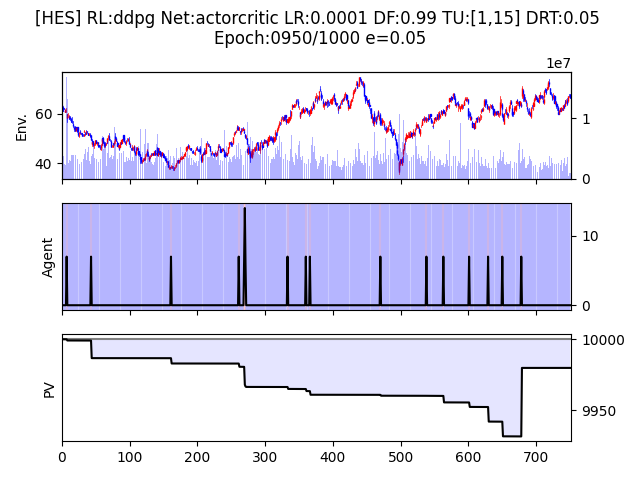 [HES] RL:ddpg Net:actorcritic LR:0.0001 DF:0.99 TU:[1,15] DRT:0.05
Epoch:0950/1000 e=0.05
1e7
Env.
60
40
1
0
Agent
10
0
PV
10000
9950
0 100 200 300 400 500 600 700